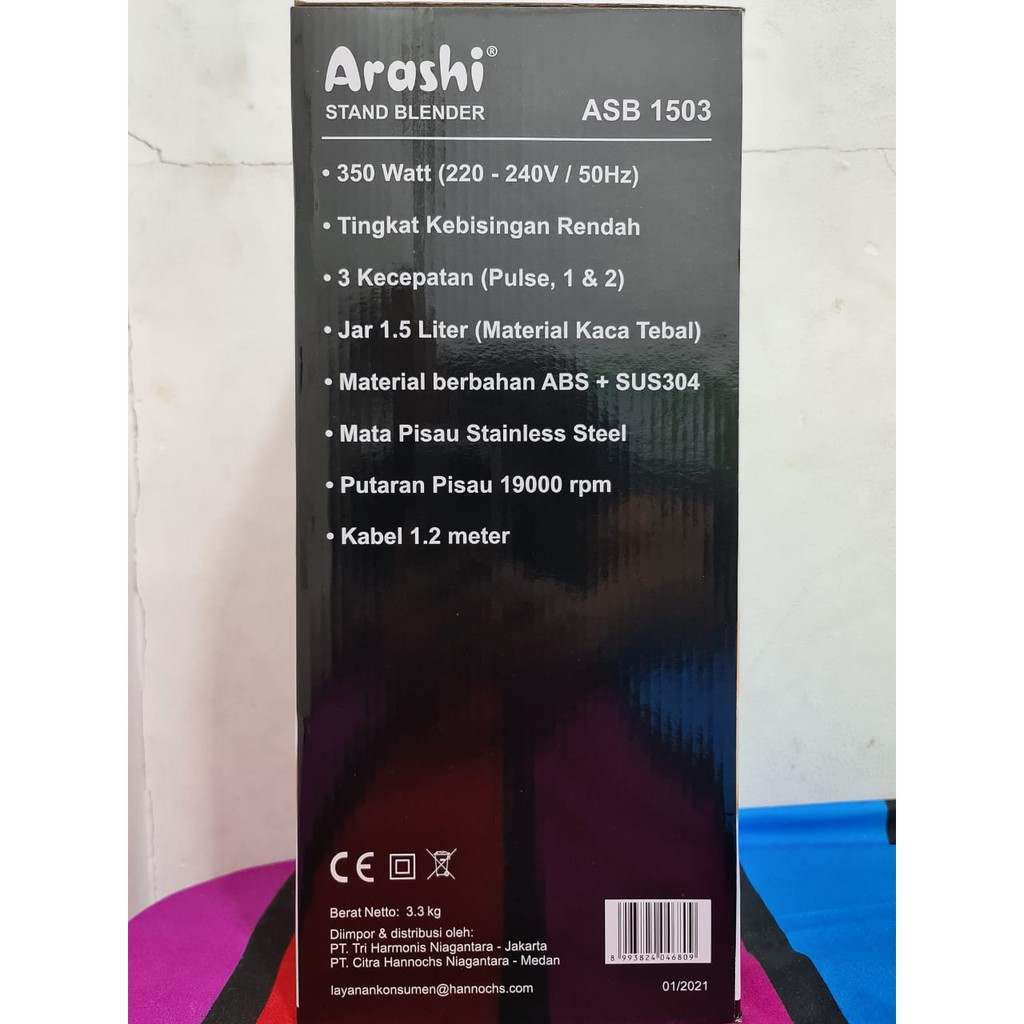 Arashi®
STAND BLENDER ASB 1503
• 350 Watt (220 - 240V / 50Hz)
• Tingkat Kebisingan Rendah
• 3 Kecepatan (Pulse, 1 & 2)
• Jar 1.5 Liter (Material Kaca Tebal)
• Material berbahan ABS + SUS304
• Mata Pisau Stainless Steel
• Putaran Pisau 19000 rpm
• Kabel 1.2 meter
CE
Berat Netto: 3.3 kg
Diimpor & distribusi oleh:
PT. Tri Harmonis Niagantara - Jakarta
PT. Citra Hannochs Niagantara - Medan
8 993824 046809
layanankonsumen@hannochs.com 01/2021